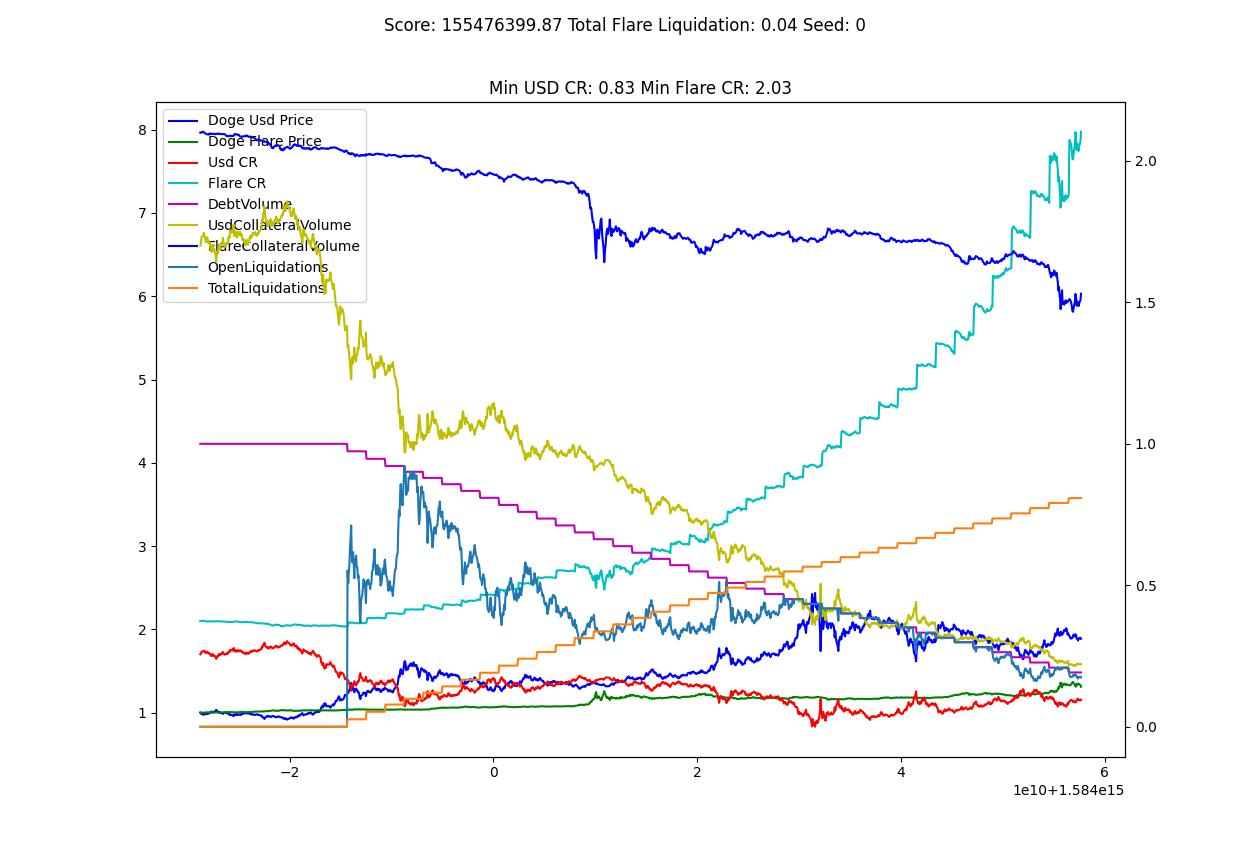 Score: 155476399.87 Total Flare Liquidation: 0.04 Seed: 0
Min USD CR: 0.83 Min Flare CR: 2.03
Doge Usd Price
Doge Flare Price
Usd CR
Flare CR
DebtVolume
UsdCollateralVolume
FlareCollateralVolume
OpenLiquidations
TotalLiquidations
8
7
6
5
4
3
2
1
2.0
1.5
1.0
0.5
0.0
−2
0
2
4
6
1e10+1.584e15